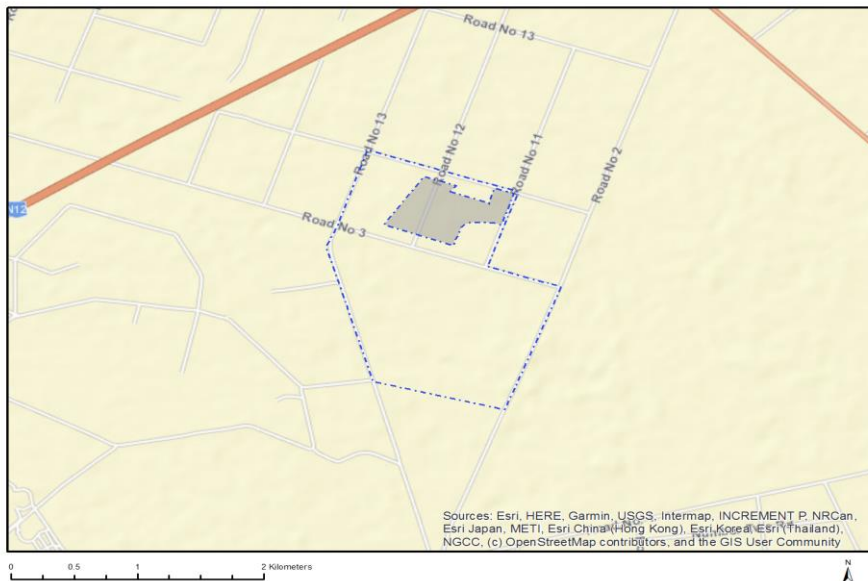 Road No 13
Road No 13
Road No 12
Road No 11
Road No 2
N12
Road No 3
Sources: Esri, HERE, Garmin, USGS, Intermap, INCREMENT P, NRCan,
Esri Japan, METI, Esri China (Hong Kong), Esri Korea, Esri (Thailand),
NGCC, (c) OpenStreetMap contributors, and the GIS User Community
0 0.5 1 2 Kilometers
N